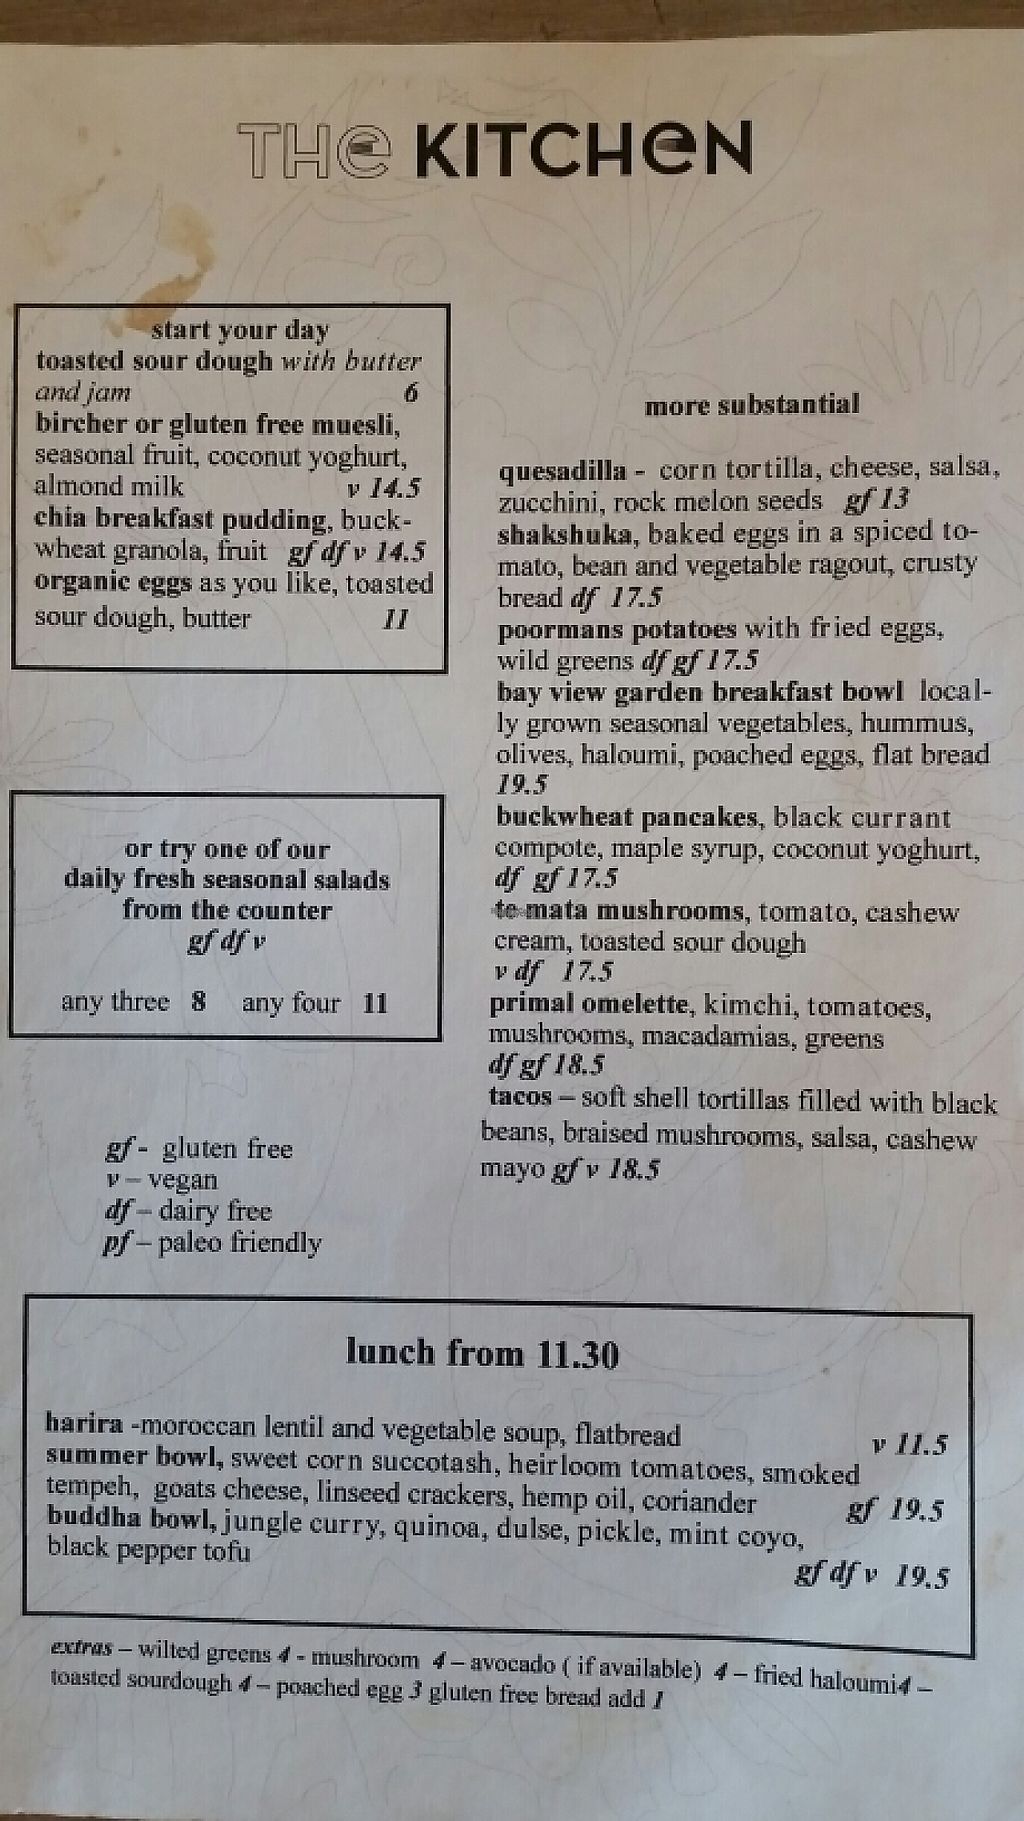 THe KITCHeN
start your day
toasted sour dough with butter
and jam 6
bircher or gluten free muesli,
seasonal fruit, coconut yoghurt,
almond milk v 14.5
chia breakfast pudding, buck-
wheat granola, fruit gf df v 14.5
organic eggs as you like, toasted
sour dough, butter 11
or try one of our
daily fresh seasonal salads
from the counter
gf df v
any three 8 any four 11
gf - gluten free
v – vegan
df – dairy free
pf – paleo friendly
more substantial
quesadilla - corn tortilla, cheese, salsa,
zucchini, rock melon seeds gf 13
shakshuka, baked eggs in a spiced to-
mato, bean and vegetable ragout, crusty
bread df 17.5
poormans potatoes with fried eggs,
wild greens df gf 17.5
bay view garden breakfast bowl local-
ly grown seasonal vegetables, hummus,
olives, haloumi, poached eggs, flat bread
19.5
buckwheat pancakes, black currant
compote, maple syrup, coconut yoghurt,
df gf 17.5
te mata mushrooms, tomato, cashew
cream, toasted sour dough
v df 17.5
primal omelette, kimchi, tomatoes,
mushrooms, macadamias, greens
df gf 18.5
tacos – soft shell tortillas filled with black
beans, braised mushrooms, salsa, cashew
mayo gf v 18.5
lunch from 11.30
harira -moroccan lentil and vegetable soup, flatbread v 11.5
summer bowl, sweet corn succotash, heirloom tomatoes, smoked
tempeh, goats cheese, linseed crackers, hemp oil, coriander gf 19.5
buddha bowl, jungle curry, quinoa, dulse, pickle, mint coyo,
black pepper tofu gf df v 19.5
extras – wilted greens 4 - mushroom 4 – avocado ( if available) 4 – fried haloumi4 –
toasted sourdough 4 – poached egg 3 gluten free bread add 1